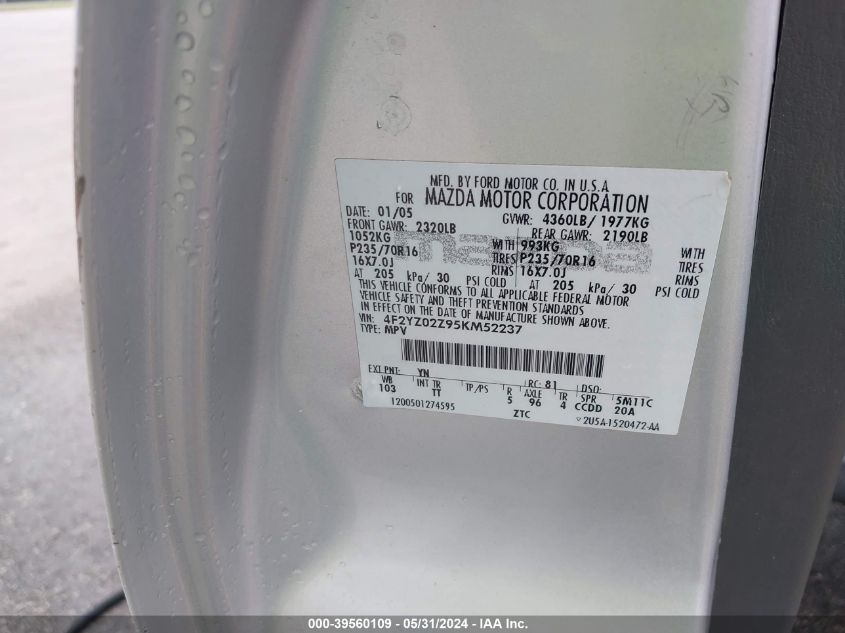 MFD. BY FORD MOTOR CO. IN U.S.A.
FOR MAZDA MOTOR CORPORATION
DATE: 01/05 GVWR: 4360LB/ 1977KG
FRONT GAWR: 2320LB REAR GAWR: 2190LB
1052KG WITH 993KG WITH
P235/70R16 TIRES P235/70R16 TIRES
16X7.0J RIMS 16X7.0J RIMS
AT 205 kPa/ 30 PSI COLD AT 205 kPa/ 30 PSI COLD
THIS VEHICLE CONFORMS TO ALL APPLICABLE FEDERAL MOTOR
VEHICLE SAFETY AND THEFT PREVENTION STANDARDS
IN EFFECT ON THE DATE OF MANUFACTURE SHOWN ABOVE.
VIN: 4F2YZ02Z95KM52237
TYPE: MPV
EXT PNT: YN RC: 81 DSO:
WB INT TR TP/PS R AXLE TR SPR 5M11C
103 TT 5 96 4 CCDD 20A
1200501274595 ZTC 2U5A-1520472-AA
000-39560109 - 05/31/2024 - IAA Inc.